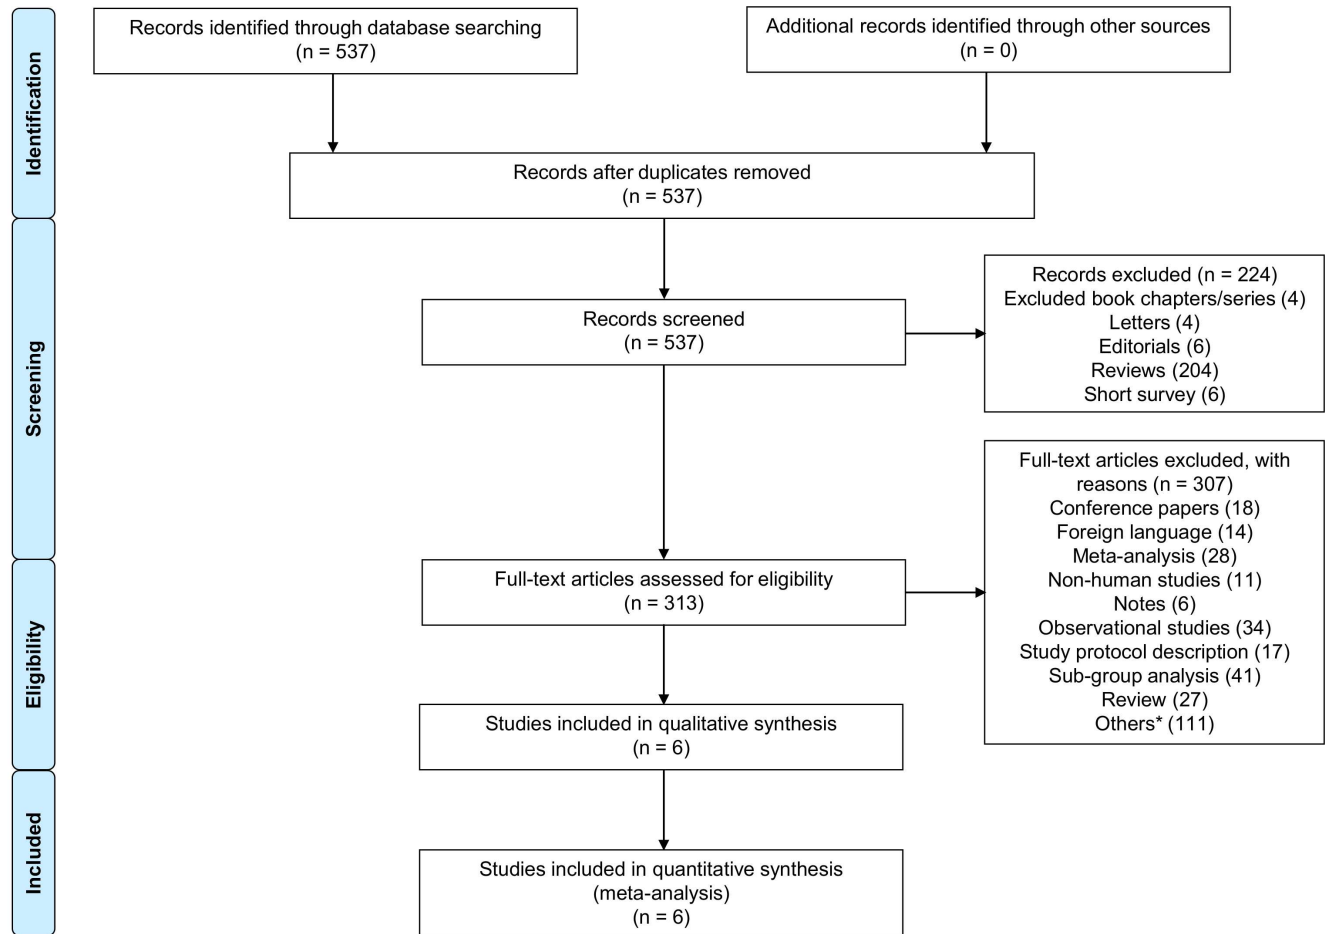 Identification
Records identified through database searching
(n = 537)
Additional records identified through other sources
(n = 0)
Records after duplicates removed
(n = 537)
Screening
Records screened
(n = 537)
Records excluded (n = 224)
Excluded book chapters/series (4)
Letters (4)
Editorials (6)
Reviews (204)
Short survey (6)
Eligibility
Full-text articles assessed for eligibility
(n = 313)
Full-text articles excluded, with
reasons (n = 307)
Conference papers (18)
Foreign language (14)
Meta-analysis (28)
Non-human studies (11)
Notes (6)
Observational studies (34)
Study protocol description (17)
Sub-group analysis (41)
Review (27)
Others* (111)
Studies included in qualitative synthesis
(n = 6)
Included
Studies included in quantitative synthesis
(meta-analysis)
(n = 6)